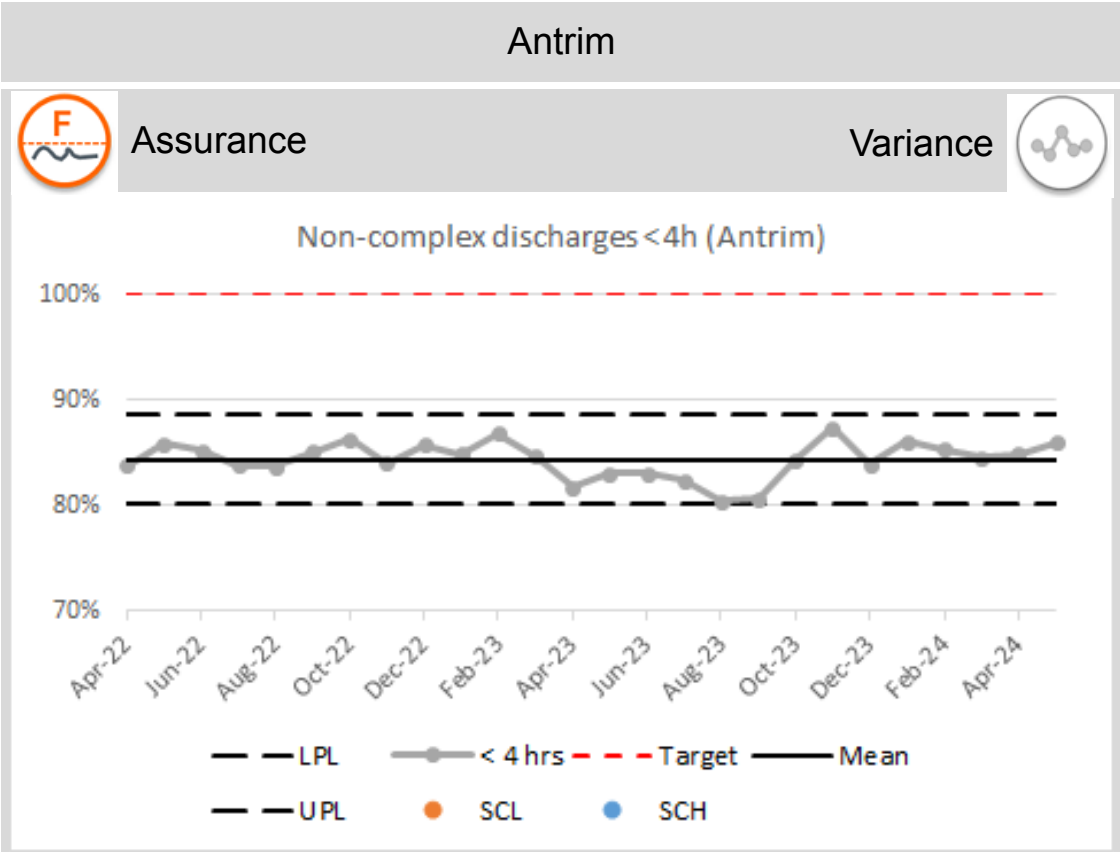 Antrim
F
Assurance
Variance
Non-complex discharges <4h (Antrim)
100%
90%
80%
70%
Apr-22 Jun-22 Aug-22 Oct-22 Dec-22 Feb-23 Apr-23 Jun-23 Aug-23 Oct-23 Dec-23 Feb-24 Apr-24
LPL < 4 hrs Target Mean
UPL SCL SCH